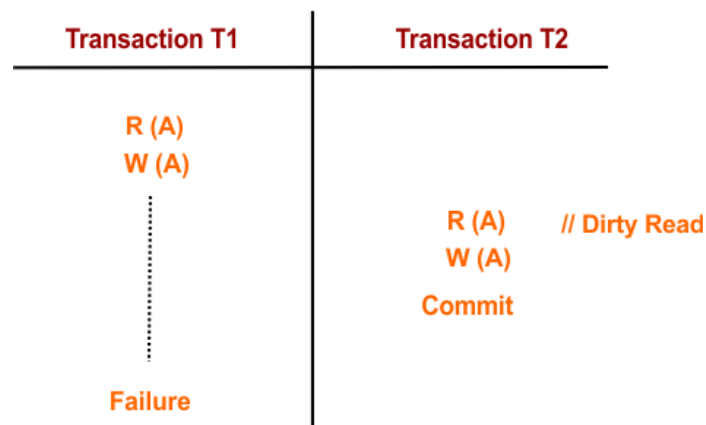 Transaction T1 Transaction T2
R (A)
W (A)
R (A) // Dirty Read
W (A)
Commit
Failure